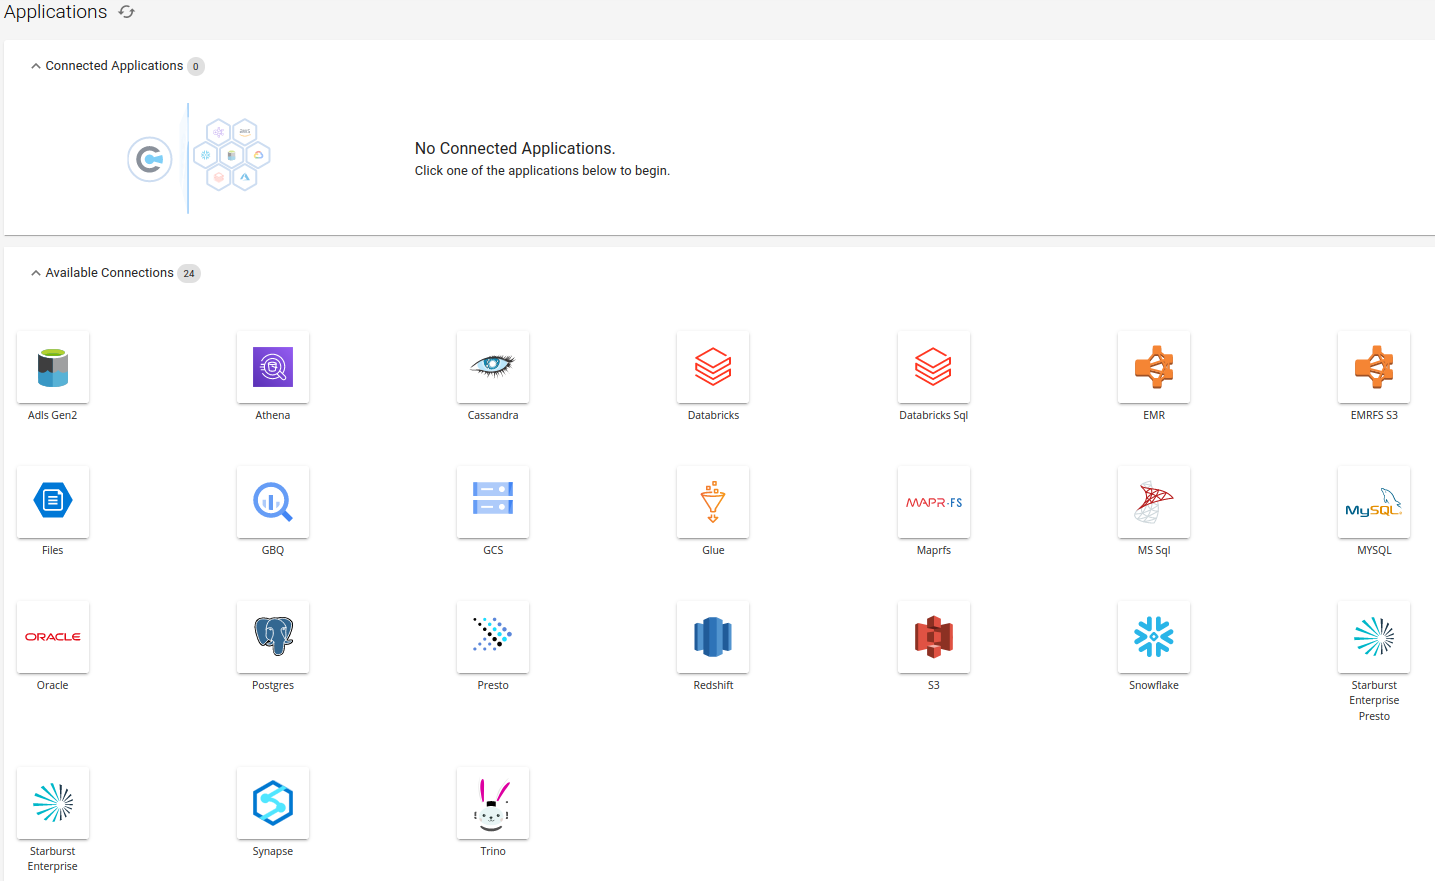 Applications
Connected Applications 0
aws
No Connected Applications.
Click one of the applications below to begin.
Available Connections 24
Adls Gen2
Athena
Cassandra
Databricks
Databricks Sql
EMR
EMRFS S3
MAPR-FS
MySQL
Files
GBQ
GCS
Glue
Maprfs
MS Sql
MYSQL
ORACLE
Oracle
Postgres
Presto
Redshift
S3
Snowflake
Starburst
Enterprise
Presto
Starburst
Enterprise
Synapse
Trino